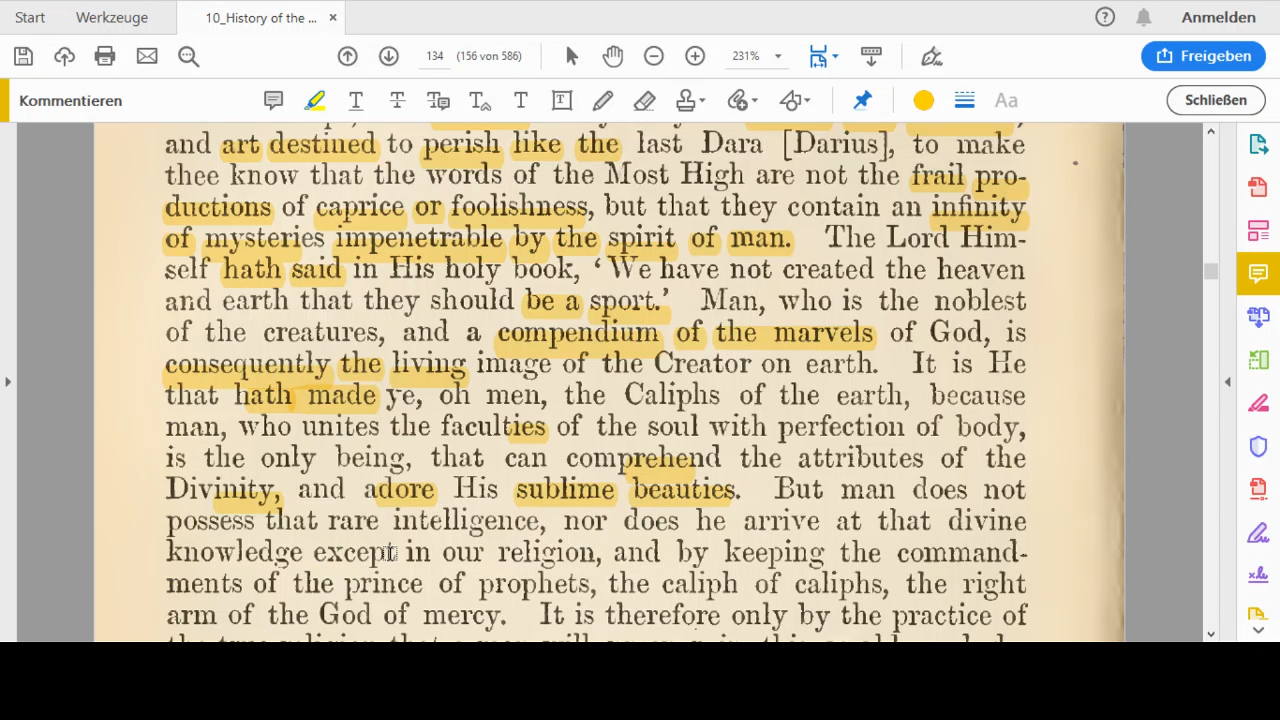 Start Werkzeuge 10_History of the ... × Anmelden
134 (156 von 586) 231% Freigeben
Kommentieren Aa Schließen
and art destined to perish like the last Dara [Darius], to make
thee know that the words of the Most High are not the frail pro-
ductions of caprice or foolishness, but that they contain an infinity
of mysteries impenetrable by the spirit of man. The Lord Him-
self hath said in His holy book, ‘We have not created the heaven
and earth that they should be a sport.’ Man, who is the noblest
of the creatures, and a compendium of the marvels of God, is
consequently the living image of the Creator on earth. It is He
that hath made ye, oh men, the Caliphs of the earth, because
man, who unites the faculties of the soul with perfection of body,
is the only being, that can comprehend the attributes of the
Divinity, and adore His sublime beauties. But man does not
possess that rare intelligence, nor does he arrive at that divine
knowledge except in our religion, and by keeping the command-
ments of the prince of prophets, the caliph of caliphs, the right
arm of the God of mercy. It is therefore only by the practice of